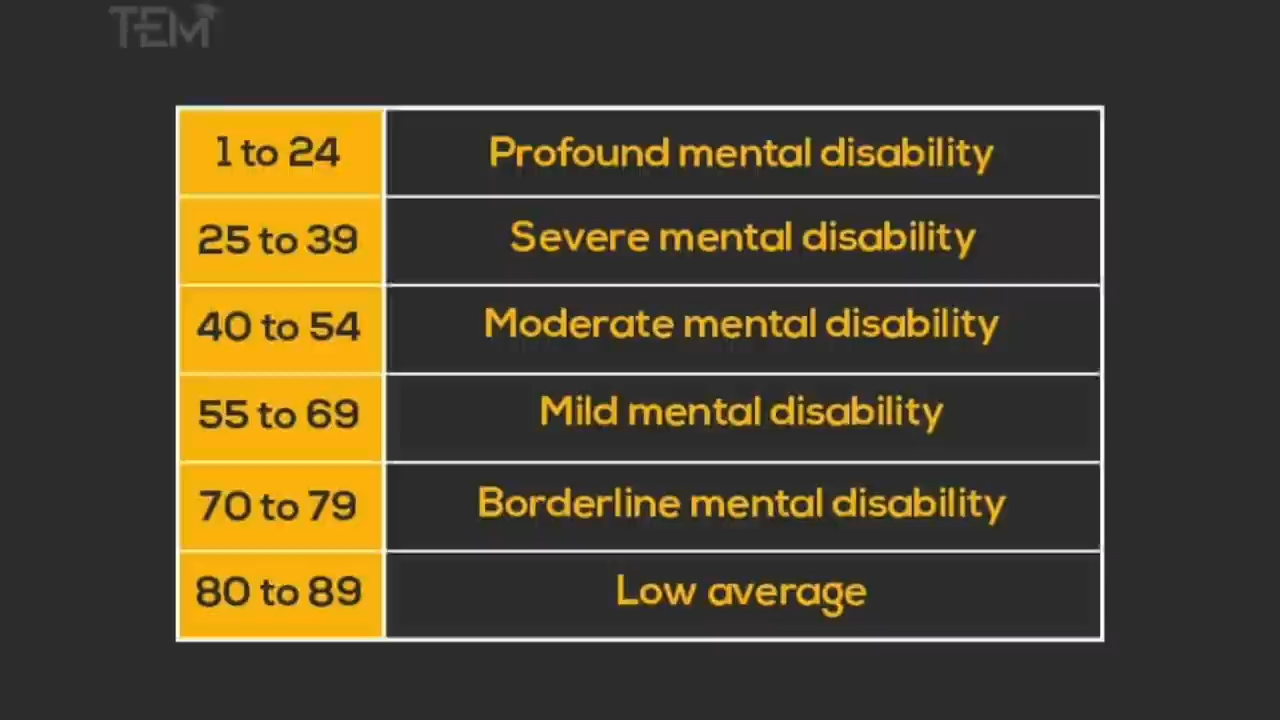 TEM
1 to 24 Profound mental disability
25 to 39 Severe mental disability
40 to 54 Moderate mental disability
55 to 69 Mild mental disability
70 to 79 Borderline mental disability
80 to 89 Low average